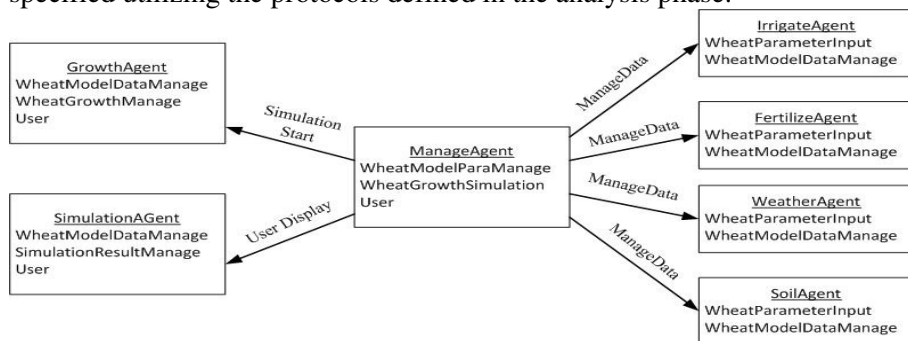 specified utilizing the protocols defined in the analysis phase.
GrowthAgent
WheatModelDataManage
WheatGrowthManage
User
SimulationAGent
WheatModelDataManage
SimulationResultManage
User
Simulation
Start
User Display
ManageAgent
WheatModelParaManage
WheatGrowthSimulation
User
ManageData
ManageData
ManageData
ManageData
IrrigateAgent
WheatParameterInput
WheatModelDataManage
FertilizeAgent
WheatParameterInput
WheatModelDataManage
WeatherAgent
WheatParameterInput
WheatModelDataManage
SoilAgent
WheatParameterInput
WheatModelDataManage